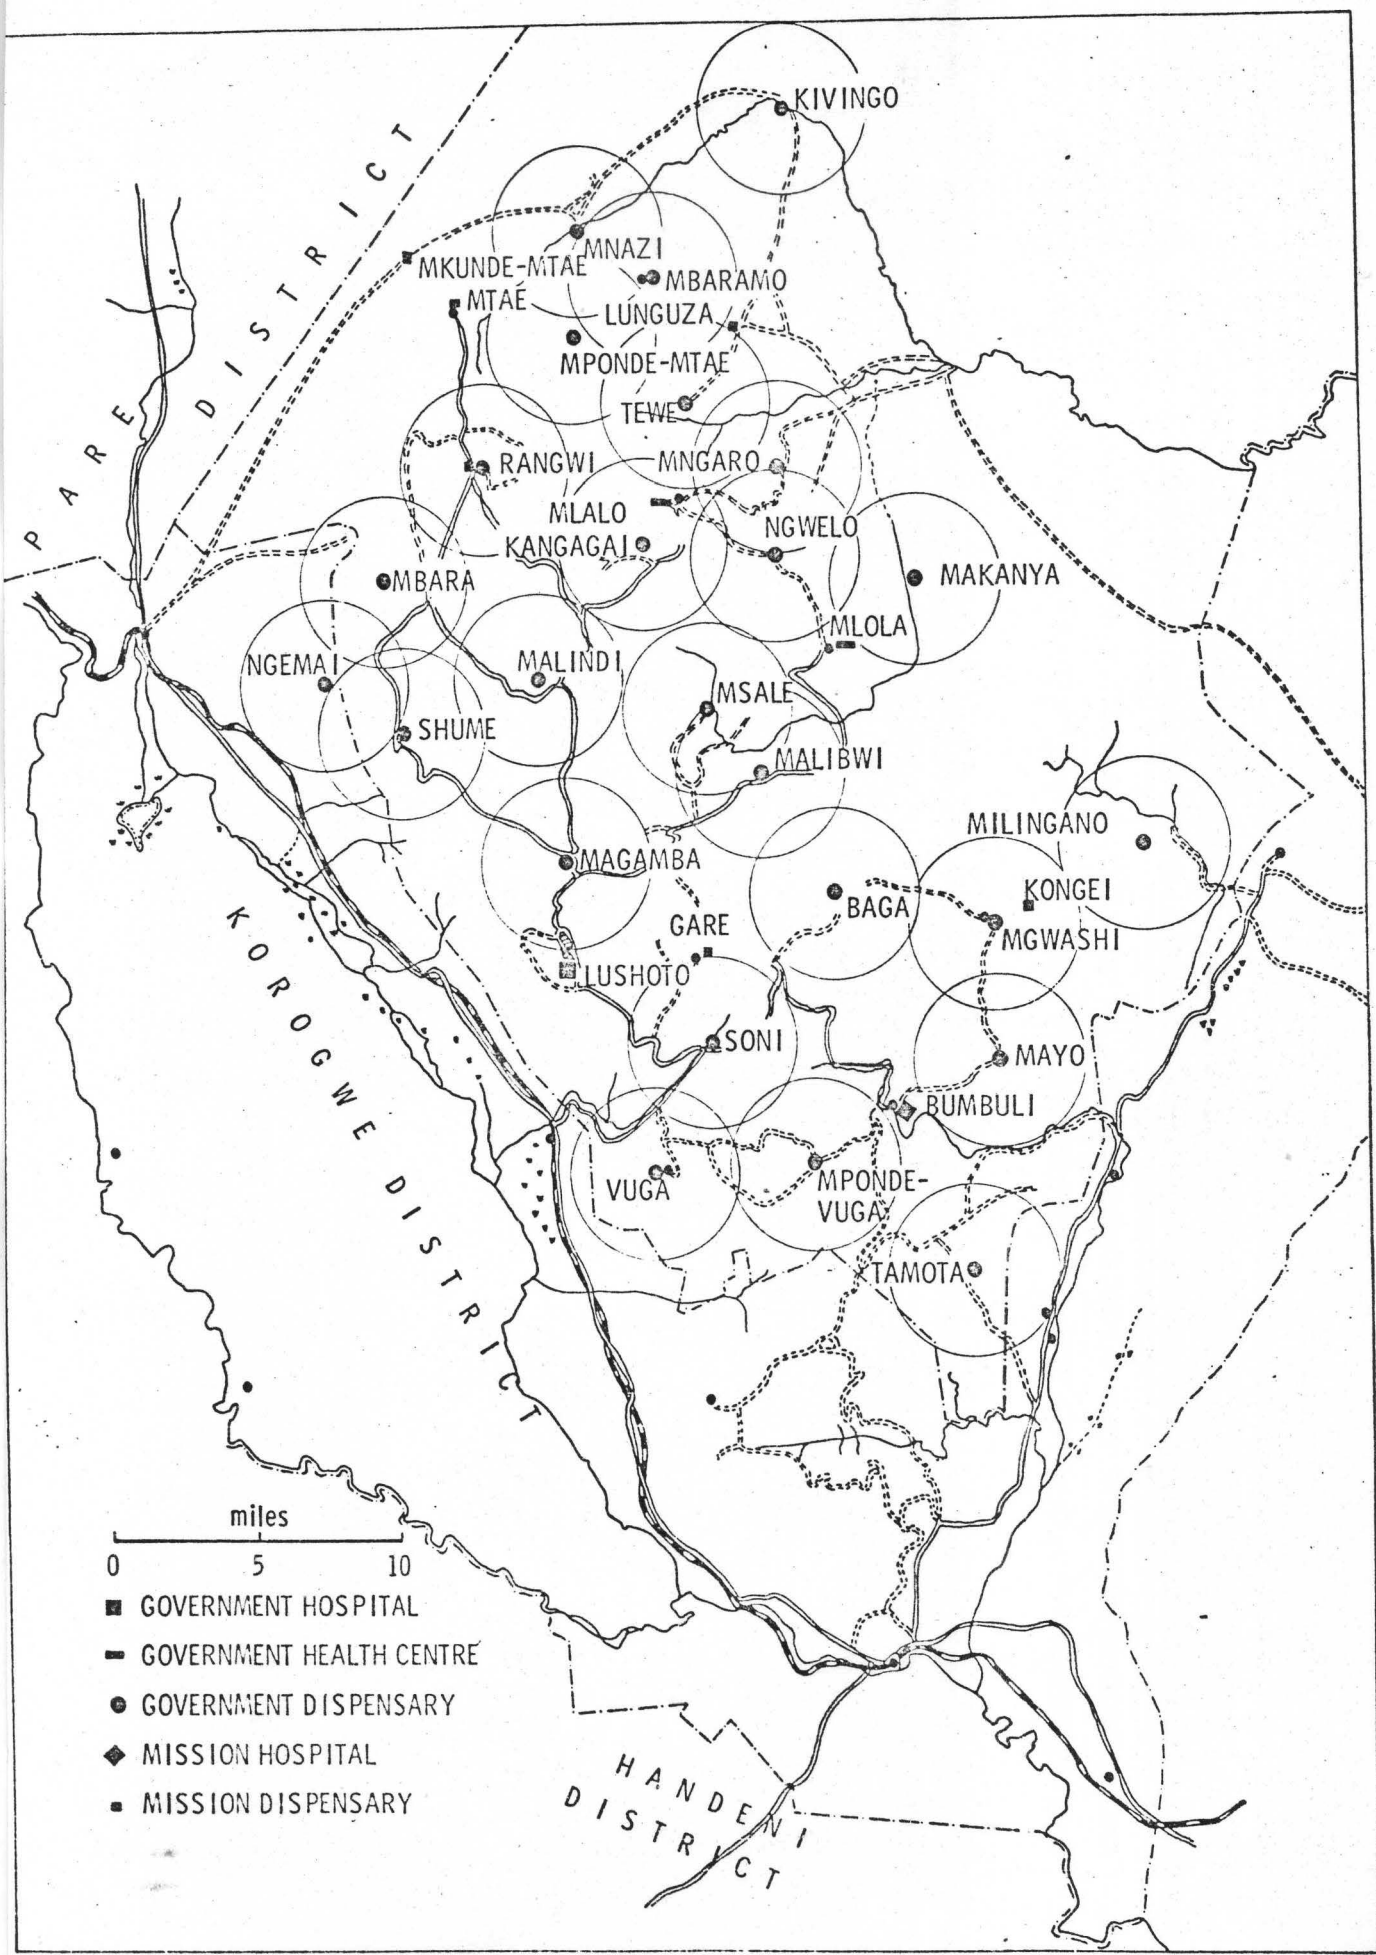 KIVINGO
PARE DISTRICT
MNAZI
MKUNDE-MTAE
MBARAMO
MTAE
LUNGUZA
MPONDE-MTAE
TEWE
RANGWI
MNGARO
MLALO
NGWELO
KANGAGAI
MBARA
MAKANYA
MLOLA
NGEMAI
MALINDI
MSALE
SHUME
MALIBWI
MILINGANO
MAGAMBA
KONGEI
BAGA
GARE
MGWASHI
LUSHOTO
SONI
MAYO
KOROGWE DISTRICT
BUMBULI
VUGA
MPONDE-
VUGA
TAMOTA
miles
0 5 10
GOVERNMENT HOSPITAL
GOVERNMENT HEALTH CENTRE
GOVERNMENT DISPENSARY
MISSION HOSPITAL
MISSION DISPENSARY
HANDENI
DISTRICT